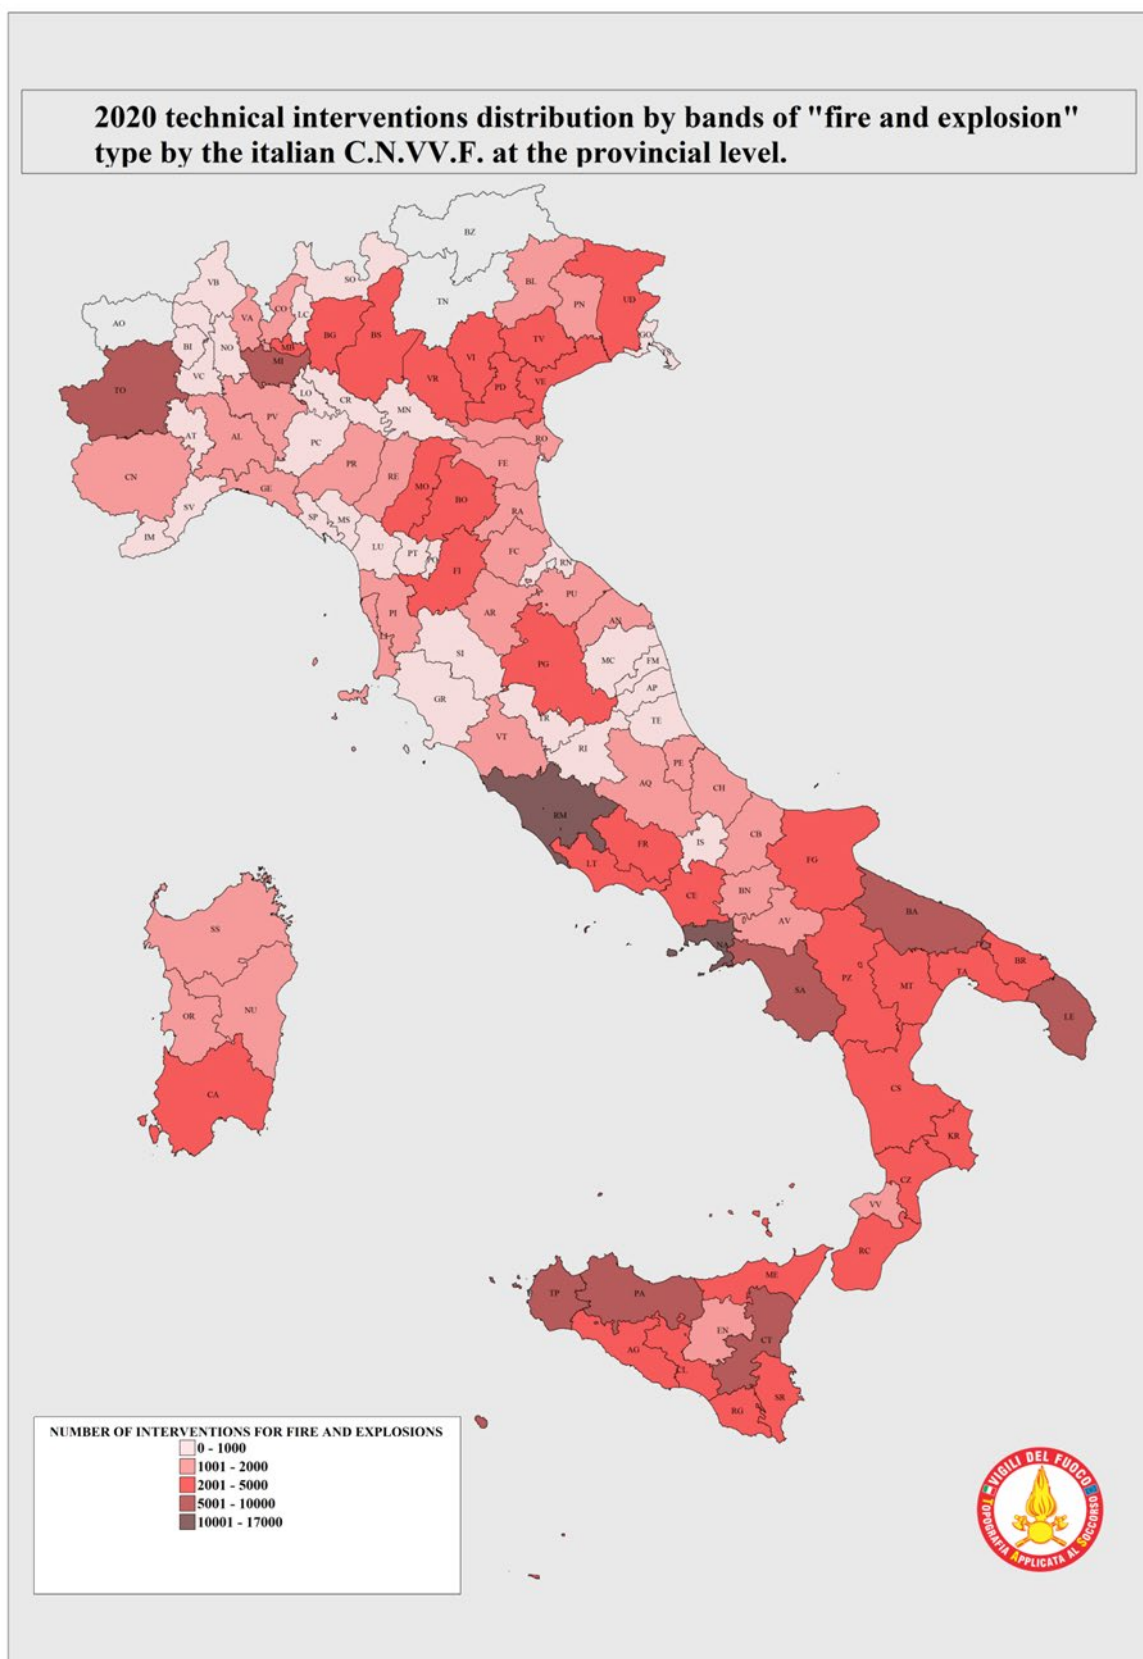 2020 technical interventions distribution by bands of "fire and explosion"
type by the italian C.N.VV.F. at the provincial level.
BZ
SO
BL
VB
TN
UD
CO
LC
PN
AO
VA
BG
BS
TV
GO
TS
BI
NO
MB
MI
VI
VR
PD
VE
VC
TO
LO
CR
MN
PV
AT
AL
PC
RO
CN
PR
RE
FE
GE
MO
BO
SV
SP
MS
RA
IM
LU
PT
PO
FI
FC
RN
PU
PI
AR
AN
LI
SI
PG
MC
FM
AP
GR
TR
TE
VT
RI
PE
AQ
CH
RM
FR
IS
CB
FG
LT
CE
BN
BA
SS
AV
NA
BR
PZ
TA
MT
SA
OR
NU
LE
CA
CS
KR
CZ
VV
RC
ME
TP
PA
EN
CT
AG
CL
SR
RG
NUMBER OF INTERVENTIONS FOR FIRE AND EXPLOSIONS
0 - 1000
1001 - 2000
2001 - 5000
5001 - 10000
10001 - 17000
VIGILI DEL FUOCO
TOPOGRAFIA APPLICATA AL SOCCORSO